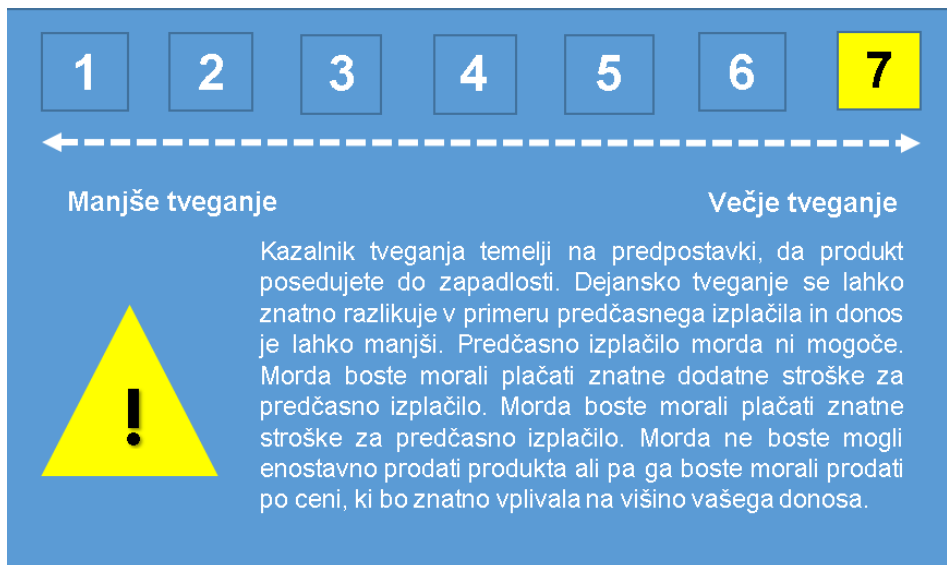 1 2 3 4 5 6 7
Manjše tveganje Večje tveganje
Kazalnik tveganja temelji na predpostavki, da produkt
posedujete do zapadlosti. Dejansko tveganje se lahko
znatno razlikuje v primeru predčasnega izplačila in donos
je lahko manjši. Predčasno izplačilo morda ni mogoče.
Morda boste morali plačati znatne dodatne stroške za
predčasno izplačilo. Morda boste morali plačati znatne
stroške za predčasno izplačilo. Morda ne boste mogli
enostavno prodati produkta ali pa ga boste morali prodati
po ceni, ki bo znatno vplivala na višino vašega donosa.
!